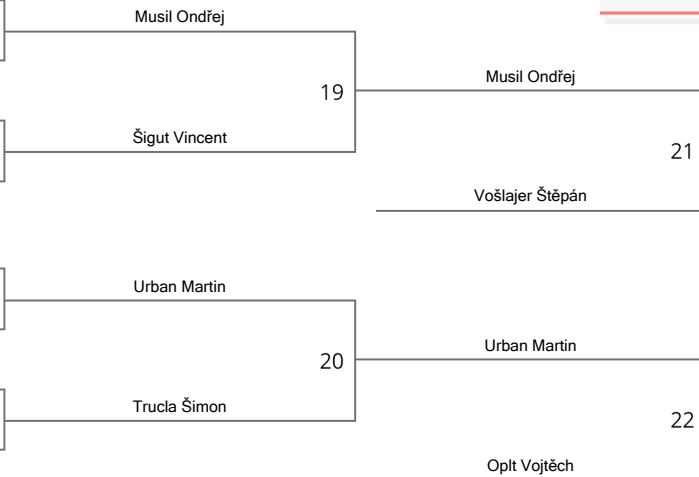 Musil Ondřej
19
Musil Ondřej
Šigut Vincent
21
Vošlajer Štěpán
Urban Martin
20
Urban Martin
Trucla Šimon
22
Oplt Vojtěch